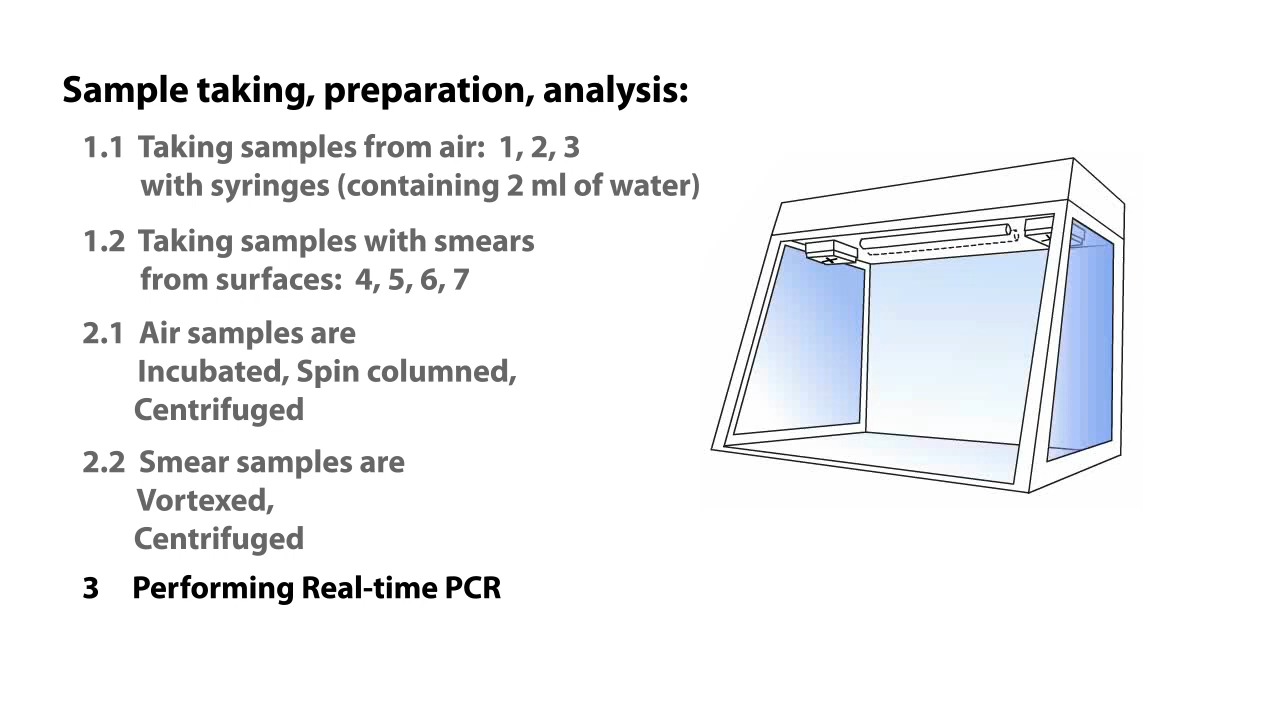 Sample taking, preparation, analysis:
1.1 Taking samples from air: 1, 2, 3
with syringes (containing 2 ml of water)
1.2 Taking samples with smears
from surfaces: 4, 5, 6, 7
2.1 Air samples are
Incubated, Spin columned,
Centrifuged
2.2 Smear samples are
Vortexed,
Centrifuged
3 Performing Real-time PCR